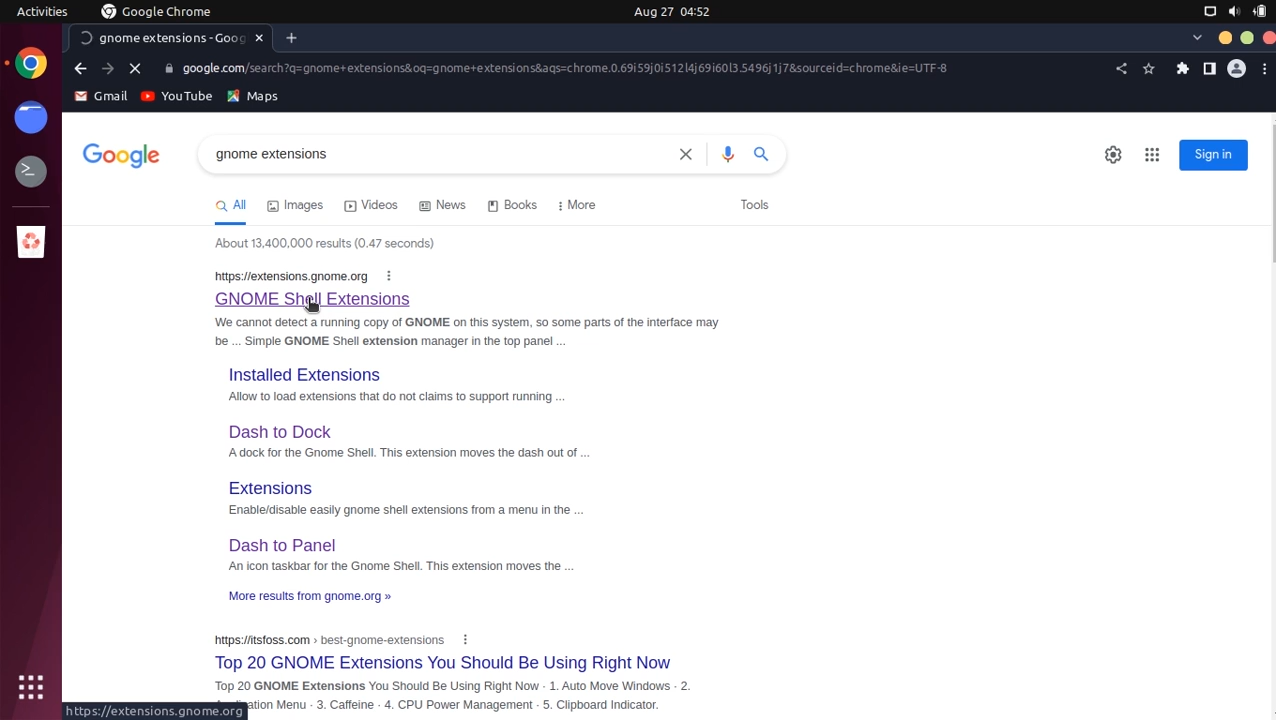 Activities
Google Chrome
Aug 27 04:52
gnome extensions - Goog
google.com/search?q=gnome+extensions&oq=gnome+extensions&aqs=chrome.0.69i59j0i512l4j69i60l3.5496j1j7&sourceid=chrome&ie=UTF-8
Gmail
YouTube
Maps
Google
gnome extensions
Sign in
All
Images
Videos
News
Books
More
Tools
About 13,400,000 results (0.47 seconds)
https://extensions.gnome.org
GNOME Shell Extensions
We cannot detect a running copy of GNOME on this system, so some parts of the interface may
be ... Simple GNOME Shell extension manager in the top panel ...
Installed Extensions
Allow to load extensions that do not claims to support running ...
Dash to Dock
A dock for the Gnome Shell. This extension moves the dash out of ...
Extensions
Enable/disable easily gnome shell extensions from a menu in the ...
Dash to Panel
An icon taskbar for the Gnome Shell. This extension moves the ...
More results from gnome.org »
https://itsfoss.com › best-gnome-extensions
Top 20 GNOME Extensions You Should Be Using Right Now
Top 20 GNOME Extensions You Should Be Using Right Now · 1. Auto Move Windows · 2.
Application Menu · 3. Caffeine · 4. CPU Power Management · 5. Clipboard Indicator.
https://extensions.gnome.org